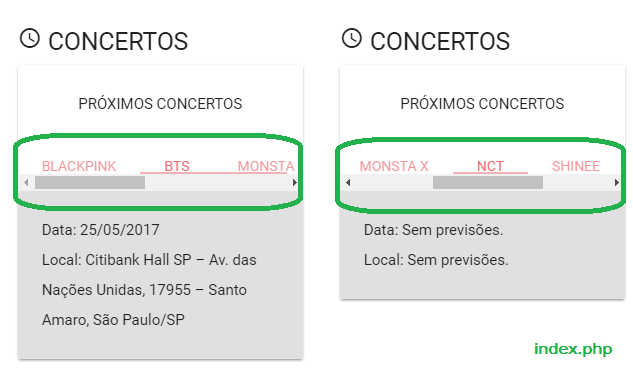 CONCERTOS
PRÓXIMOS CONCERTOS
BLACKPINK BTS MONSTA
Data: 25/05/2017
Local: Citibank Hall SP – Av. das
Nações Unidas, 17955 – Santo
Amaro, São Paulo/SP
CONCERTOS
PRÓXIMOS CONCERTOS
MONSTA X NCT SHINEE
Data: Sem previsões.
Local: Sem previsões.
index.php